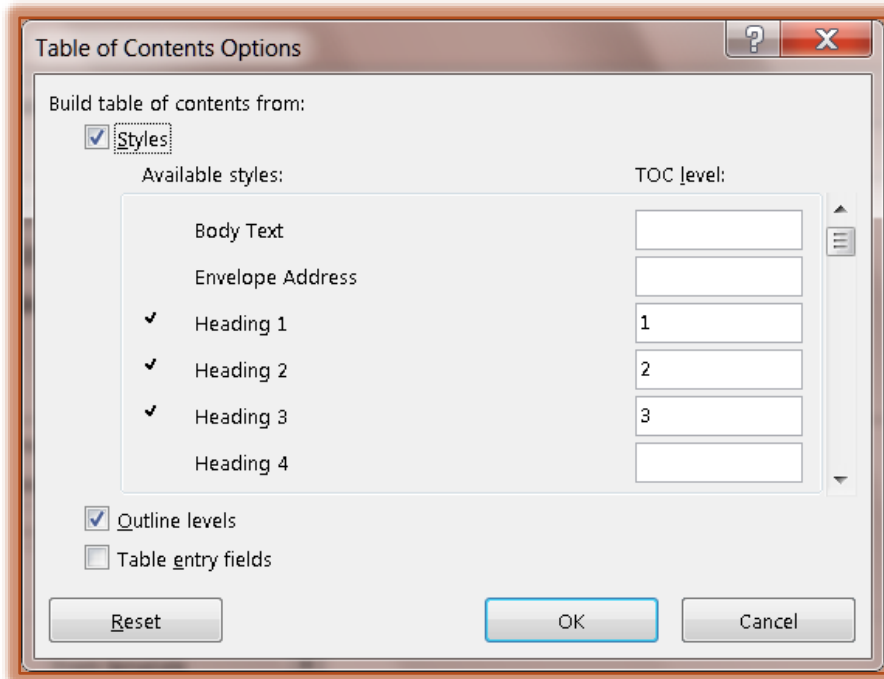 Table of Contents Options
Build table of contents from:
Styles
Available styles: TOC level:
Body Text
Envelope Address
Heading 1 1
Heading 2 2
Heading 3 3
Heading 4
Outline levels
Table entry fields
Reset OK Cancel